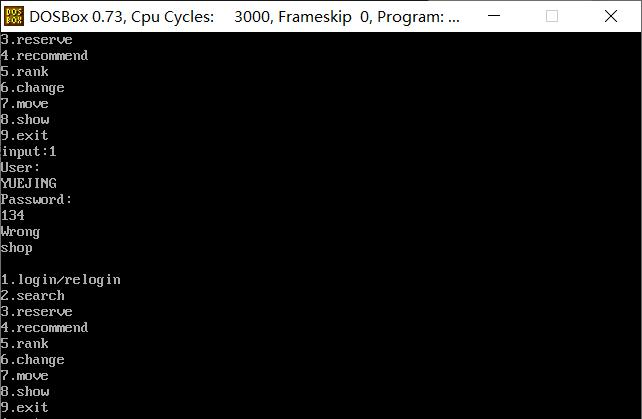 DOS
BOX
DOSBox 0.73, Cpu Cycles: 3000, Frameskip 0, Program: ...
3.reserve
4.recommend
5.rank
6.change
7.move
8.show
9.exit
input:1
User:
YUEJING
Password:
134
Wrong
shop
1.login/relogin
2.search
3.reserve
4.recommend
5.rank
6.change
7.move
8.show
9.exit